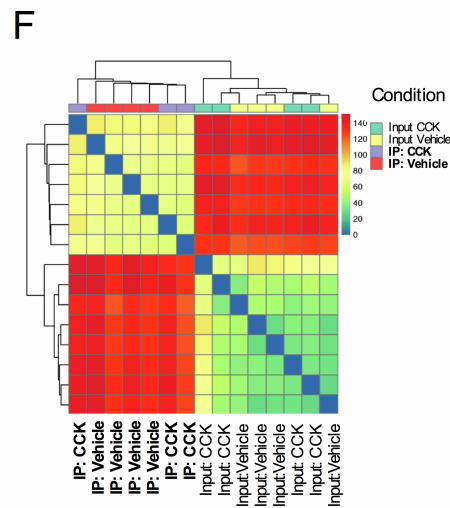 F
Condition
Input CCK
Input Vehicle
IP: CCK
IP: Vehicle
140
120
100
80
60
40
20
0
IP: CCK
IP: Vehicle
IP: Vehicle
IP: Vehicle
IP: Vehicle
IP: CCK
IP: CCK
Input: CCK
Input: CCK
Input:Vehicle
Input:Vehicle
Input:Vehicle
Input: CCK
Input: CCK
Input:Vehicle